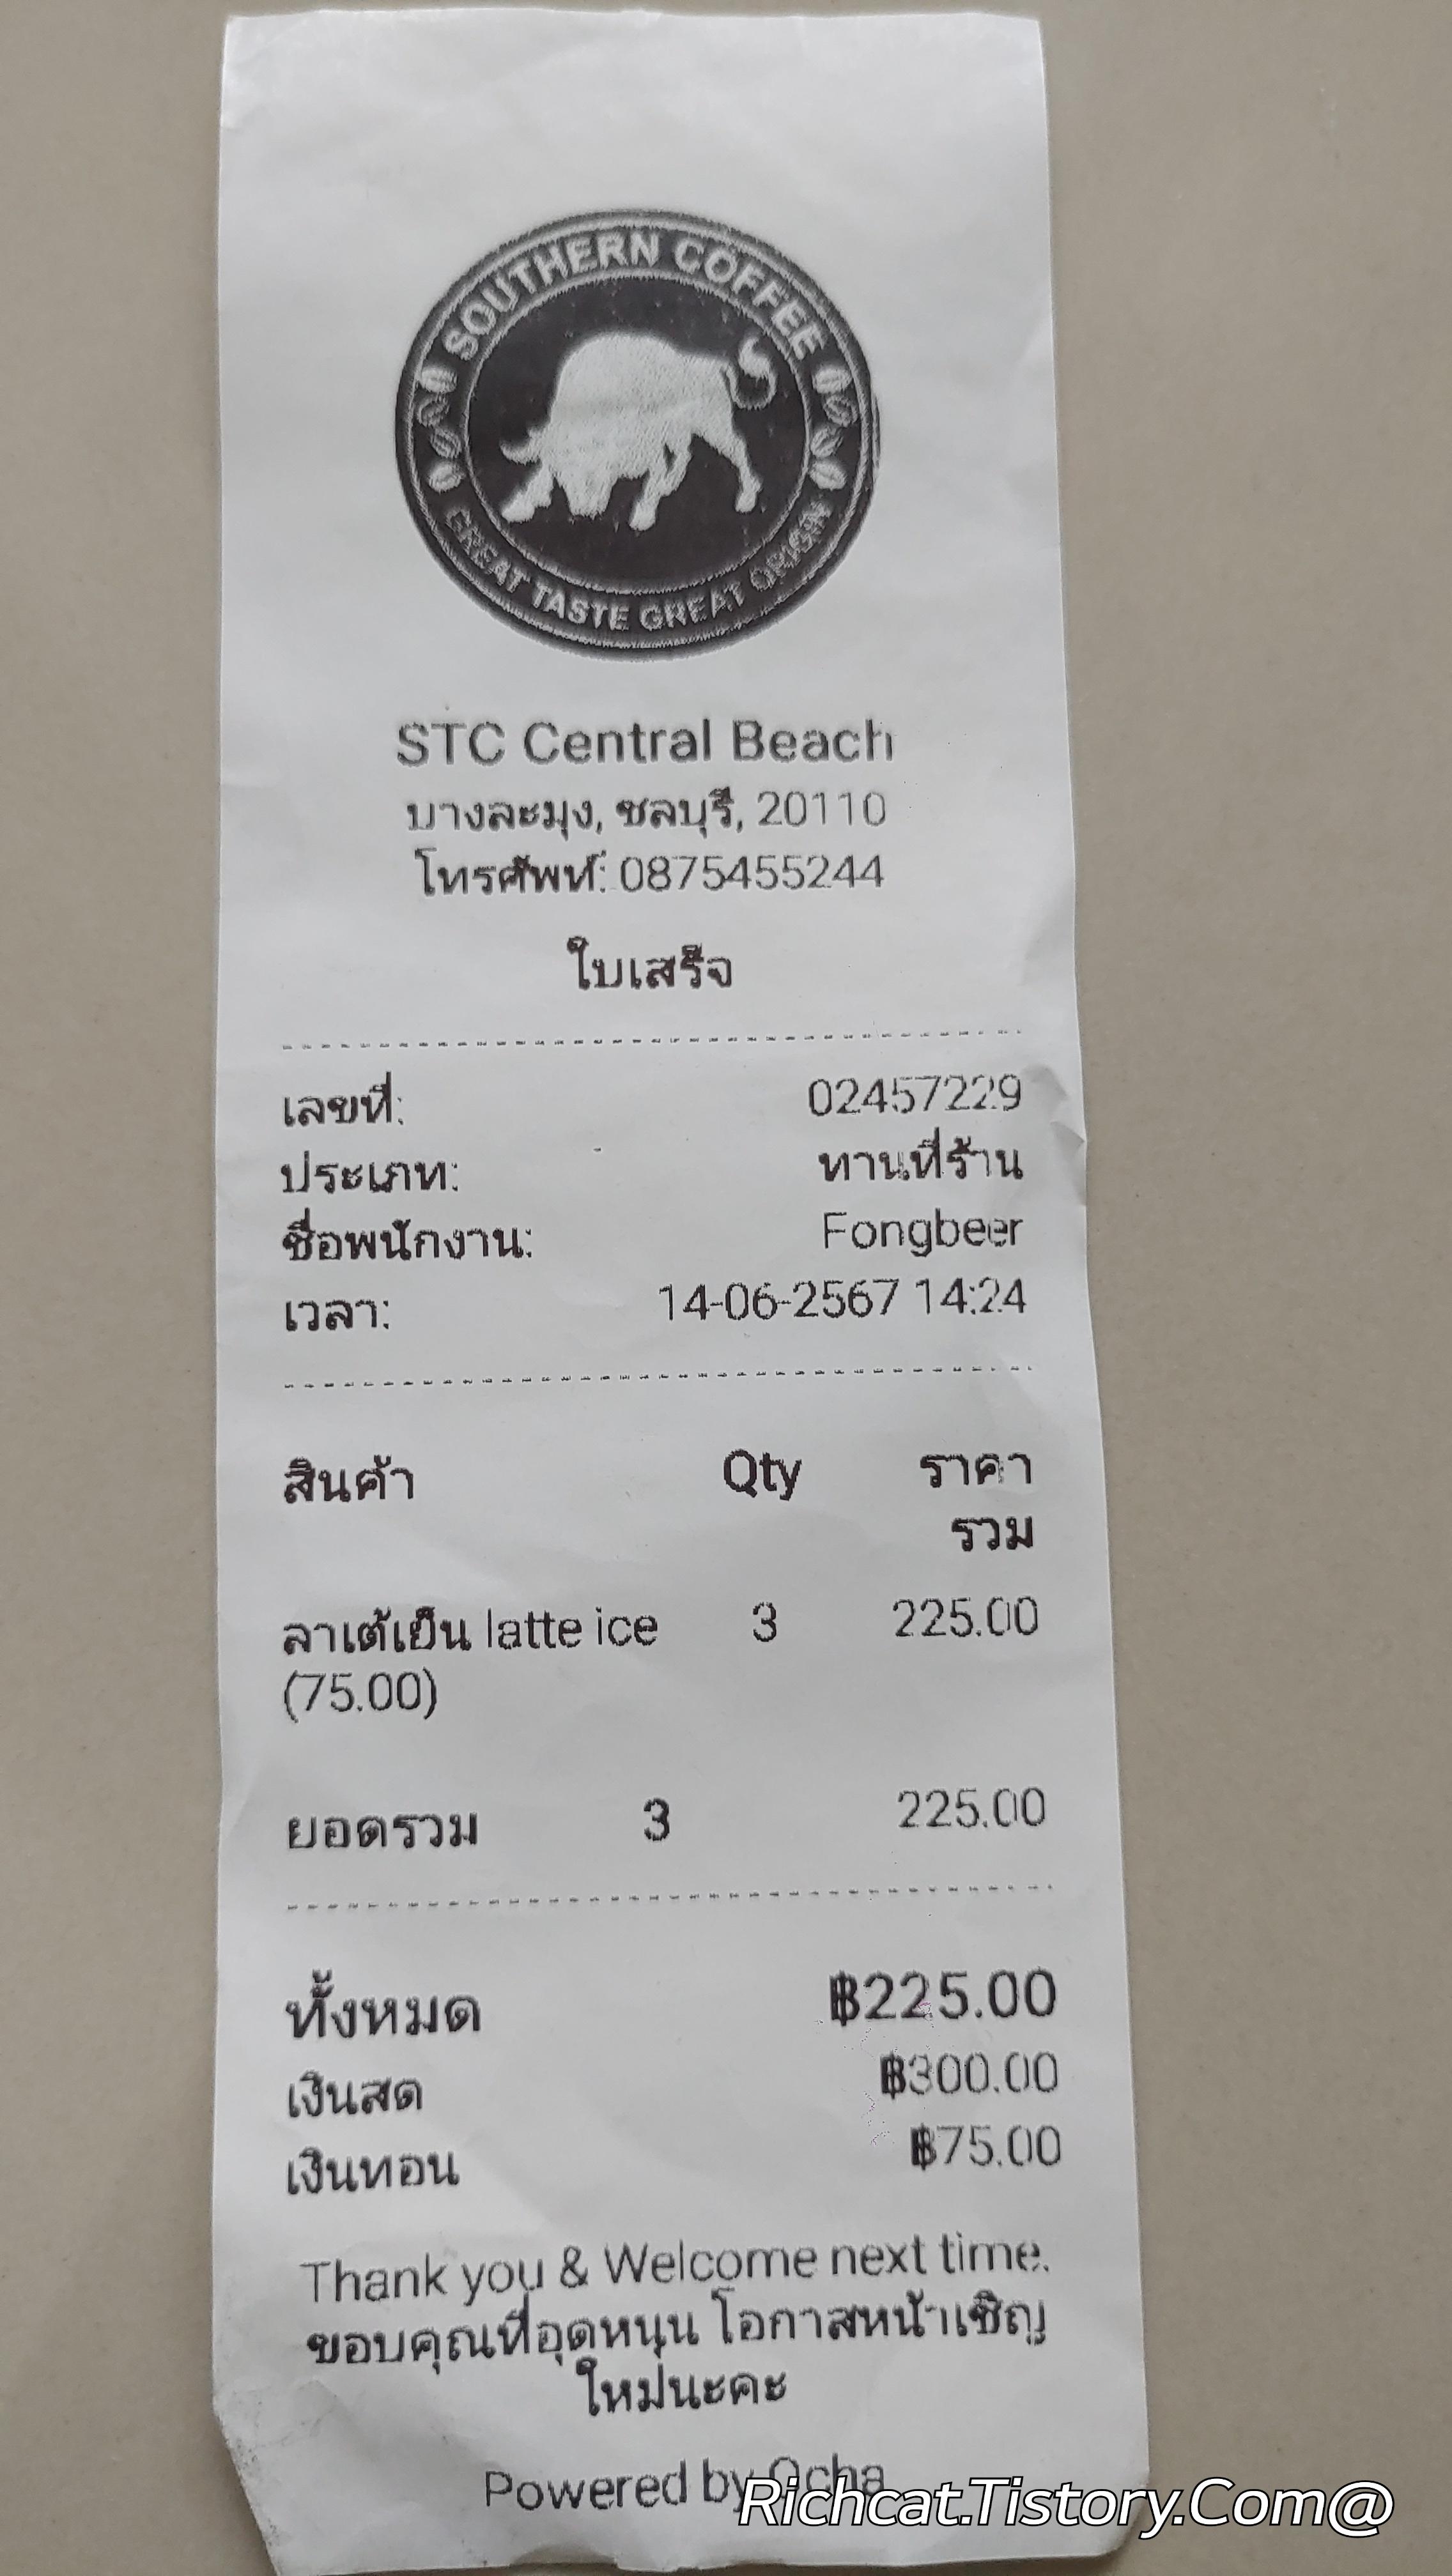 SOUTHERN COFFEE
GREAT TASTE GREAT ORIGIN
STC Central Beach
บางละมุง, ชลบุรี, 20110
โทรศัพท์: 0875455244
ใบเสร็จ
เลขที่: 02457229
ประเภท: ทานที่ร้าน
ชื่อพนักงาน: Fongbeer
เวลา: 14-06-2567 14:24
สินค้า Qty ราคา
รวม
ลาเต้เย็น latte ice 3 225.00
(75.00)
ยอดรวม 3 225.00
ทั้งหมด ฿225.00
เงินสด ฿300.00
เงินทอน ฿75.00
Thank you & Welcome next time.
ขอบคุณที่อุดหนุน โอกาสหน้าเชิญ
ใหม่นะคะ
Powered by Ocha
Richcat.Tistory.Com@